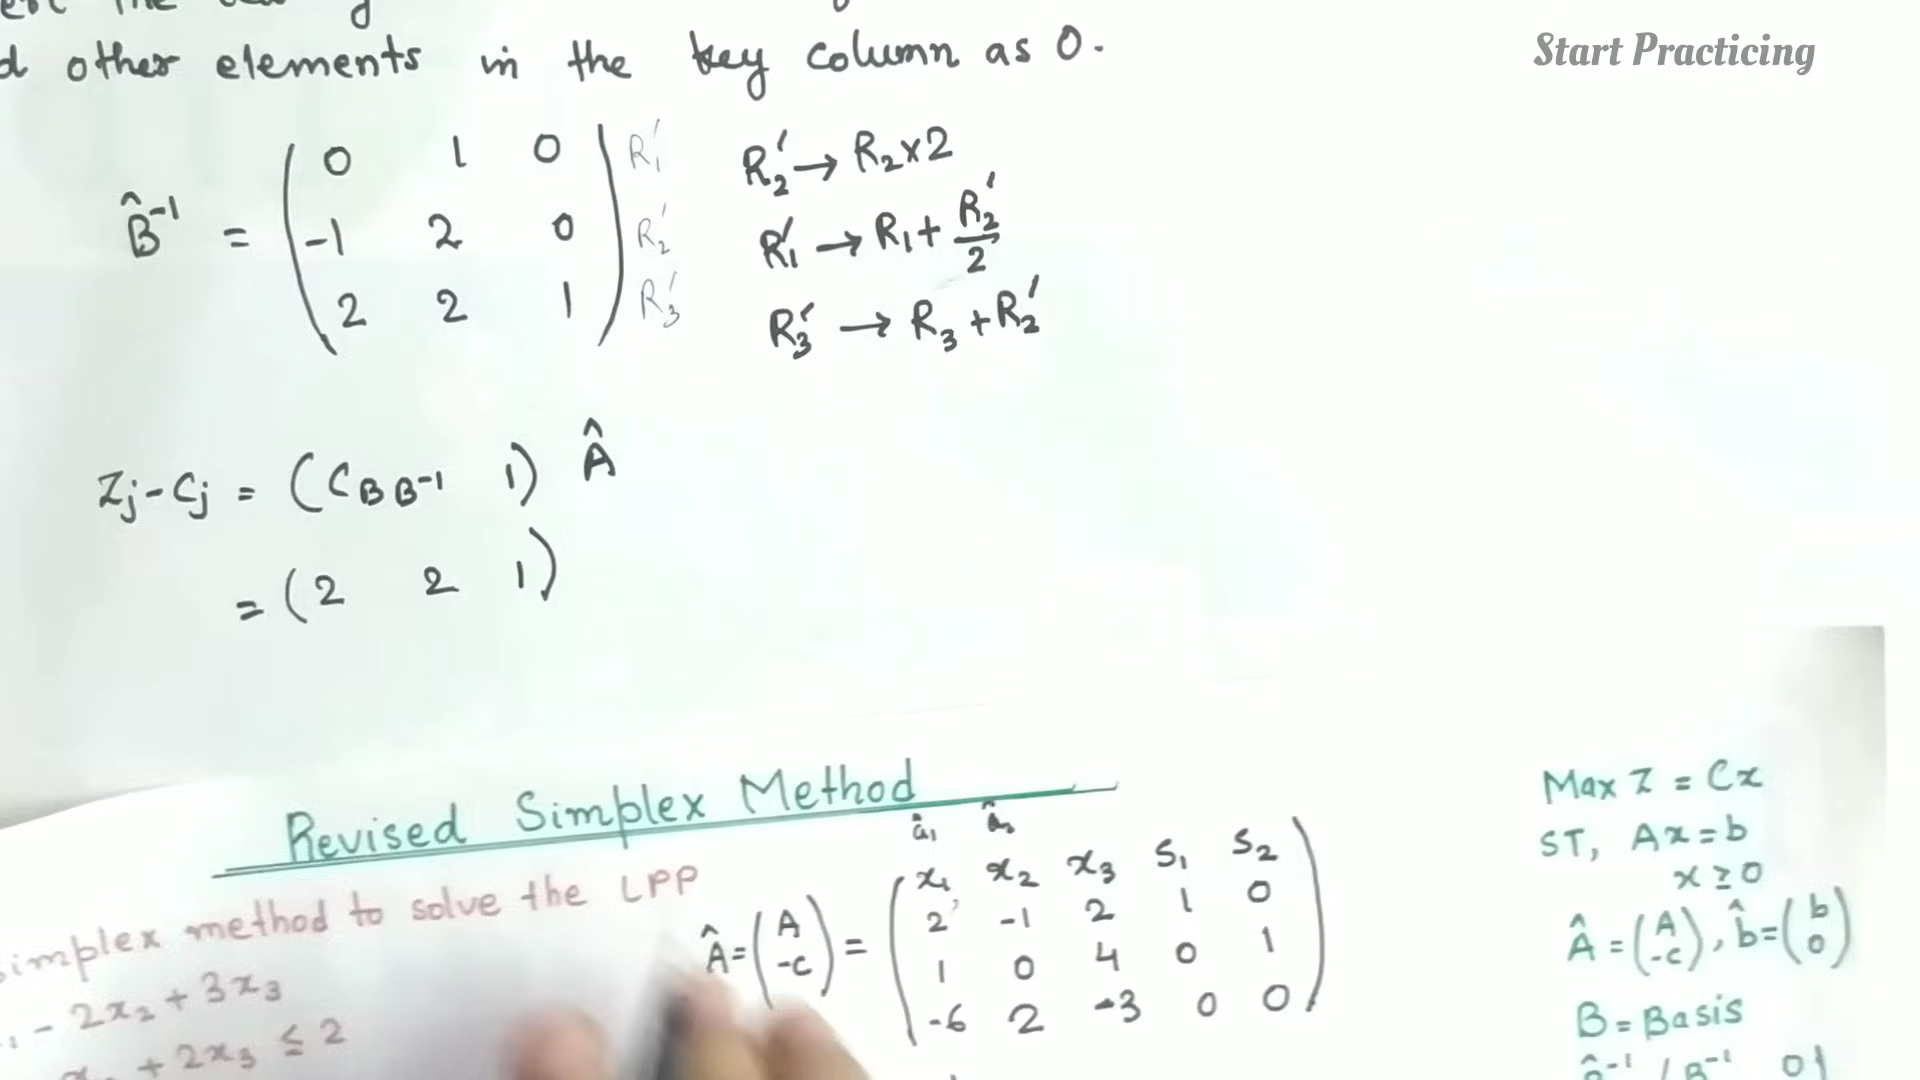 Start Practicing
other elements in the key column as 0.
B̂⁻¹ = ( 0 1 0 ) R₁′ R₂′ → R₂×2
( -1 2 0 ) R₂′ R₁′ → R₁ + R₂′/2
( 2 2 1 ) R₃′ R₃′ → R₃ + R₂′
Zj - Cj = (C_B B⁻¹ 1) Â
= (2 2 1)
Revised Simplex Method
simplex method to solve the LPP
- 2x₂ + 3x₃
+ 2x₃ ≤ 2
â₁ â₂
x₁ x₂ x₃ S₁ S₂
2 -1 2 1 0
 = (A -C) = 1 0 4 0 1
-6 2 -3 0 0
Max Z = Cx
ST, Ax = b
x ≥ 0
 = (A -C), b̂ = (b 0)
B = Basis